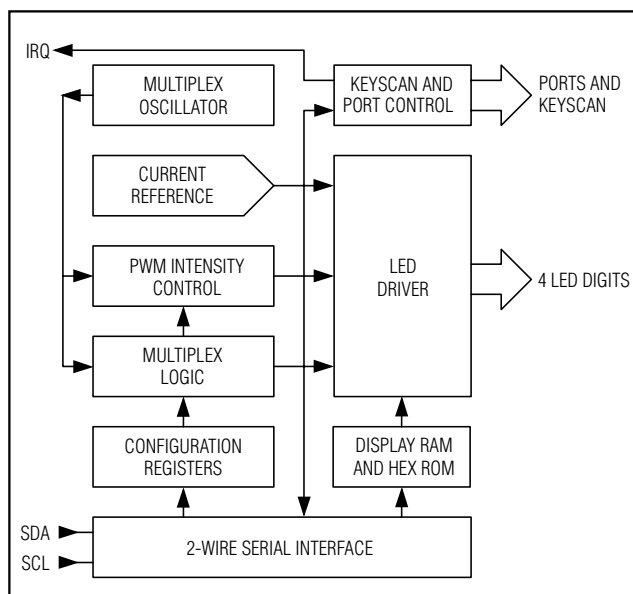 IRQ
MULTIPLEX
OSCILLATOR
KEYSCAN AND
PORT CONTROL
PORTS AND
KEYSCAN
CURRENT
REFERENCE
PWM INTENSITY
CONTROL
LED
DRIVER
4 LED DIGITS
MULTIPLEX
LOGIC
CONFIGURATION
REGISTERS
DISPLAY RAM
AND HEX ROM
SDA
SCL
2-WIRE SERIAL INTERFACE